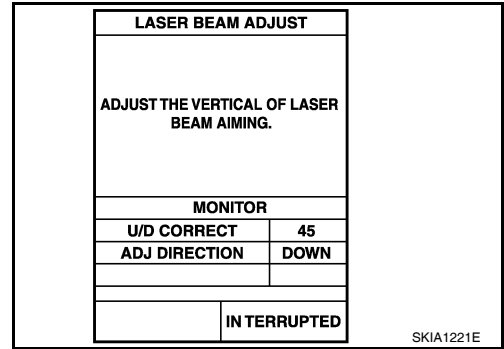 LASER BEAM ADJUST
ADJUST THE VERTICAL OF LASER
BEAM AIMING.
MONITOR
U/D CORRECT 45
ADJ DIRECTION DOWN
INTERRUPTED
SKIA1221E